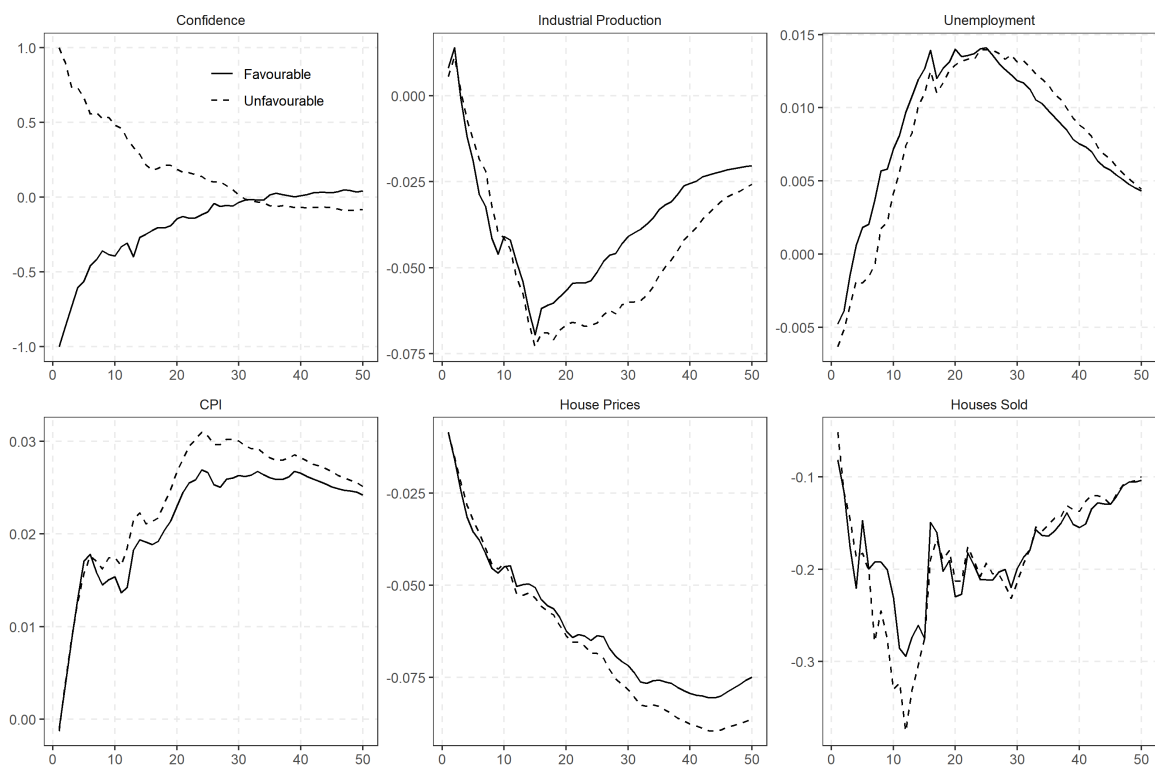 Confidence
Industrial Production
Unemployment
1.0
0.5
0.0
-0.5
-1.0
Favourable
Unfavourable
0 10 20 30 40 50
0.000
-0.025
-0.050
-0.075
0 10 20 30 40 50
0.015
0.010
0.005
0.000
-0.005
0 10 20 30 40 50
CPI
House Prices
Houses Sold
0.03
0.02
0.01
0.00
0 10 20 30 40 50
-0.025
-0.050
-0.075
0 10 20 30 40 50
-0.1
-0.2
-0.3
0 10 20 30 40 50